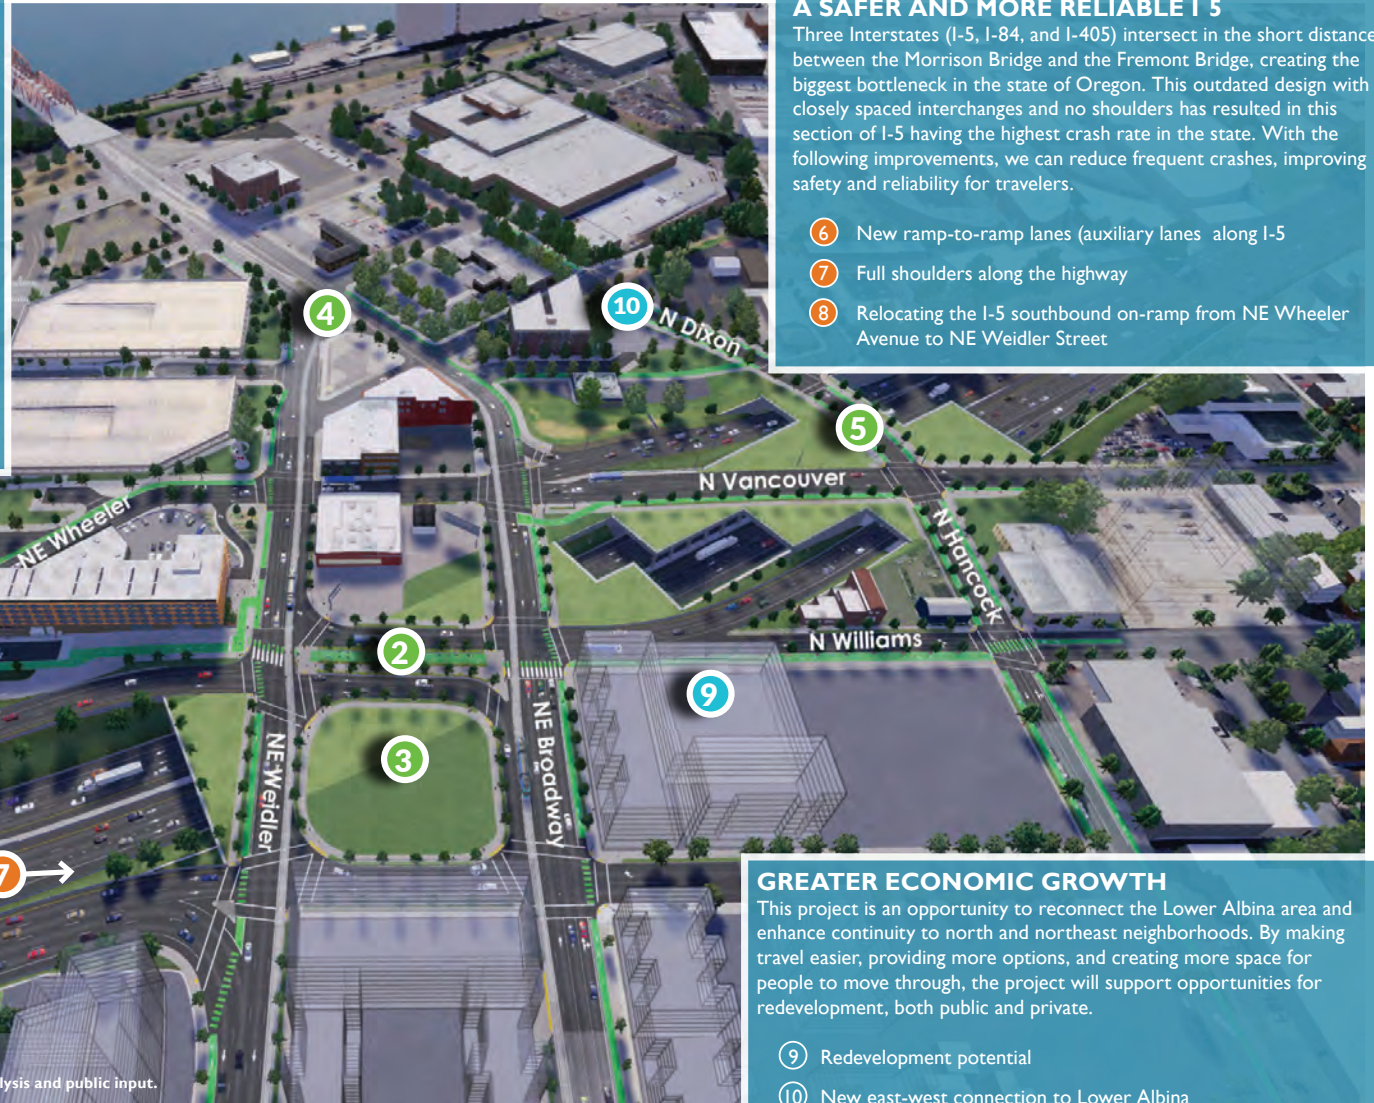 A SAFER AND MORE RELIABLE I 5
Three Interstates (I-5, I-84, and I-405) intersect in the short distance
between the Morrison Bridge and the Fremont Bridge, creating the
biggest bottleneck in the state of Oregon. This outdated design with
closely spaced interchanges and no shoulders has resulted in this
section of I-5 having the highest crash rate in the state. With the
following improvements, we can reduce frequent crashes, improving
safety and reliability for travelers.
6 New ramp-to-ramp lanes (auxiliary lanes along I-5
7 Full shoulders along the highway
8 Relocating the I-5 southbound on-ramp from NE Wheeler
Avenue to NE Weidler Street
4
10
N Dixon
5
N Vancouver
NE Wheeler
N Hancock
2
N Williams
9
3
NE Weidler
NE Broadway
7
GREATER ECONOMIC GROWTH
This project is an opportunity to reconnect the Lower Albina area and
enhance continuity to north and northeast neighborhoods. By making
travel easier, providing more options, and creating more space for
people to move through, the project will support opportunities for
redevelopment, both public and private.
9 Redevelopment potential
10 New east-west connection to Lower Albina
lysis and public input.